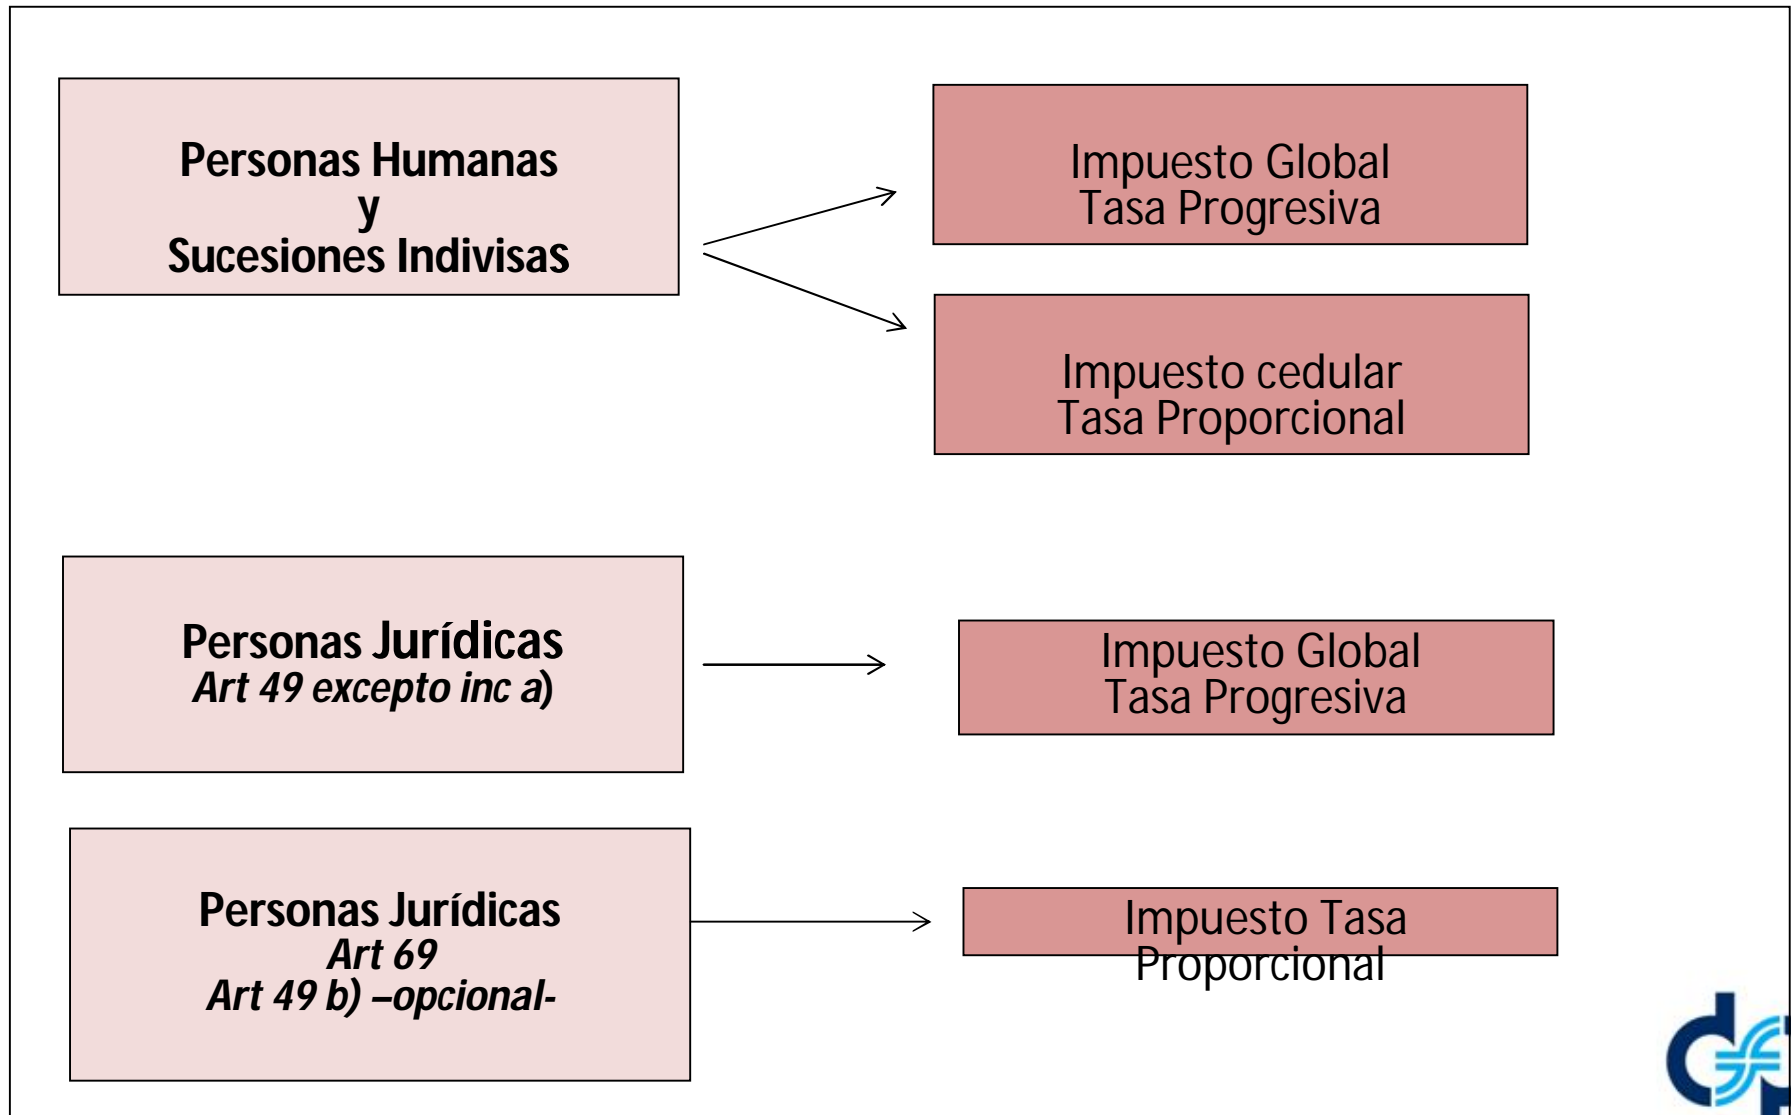 Personas Humanas
y
Sucesiones Indivisas
Impuesto Global
Tasa Progresiva
Impuesto cedular
Tasa Proporcional
Personas Jurídicas
Art 49 excepto inc a)
Impuesto Global
Tasa Progresiva
Personas Jurídicas
Art 69
Art 49 b) –opcional-
Impuesto Tasa
Proporcional